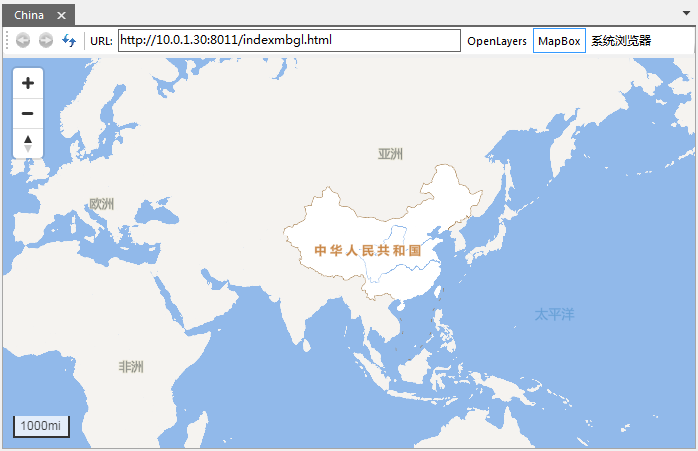 China
URL: http://10.0.1.30:8011/indexmbgl.html OpenLayers MapBox 系统浏览器
亚洲
欧洲
中华人民共和国
太平洋
非洲
1000mi